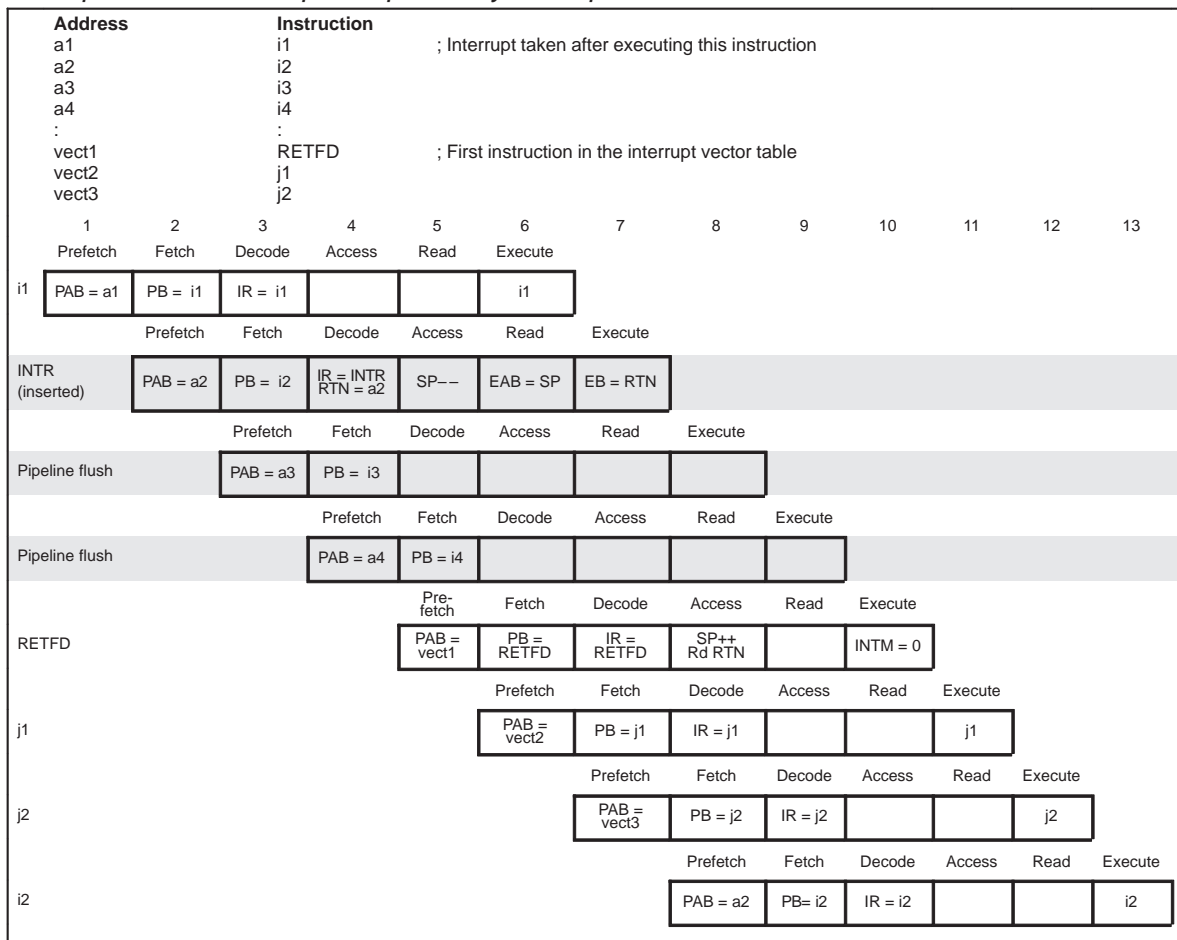 Address Instruction
a1 i1 ; Interrupt taken after executing this instruction
a2 i2
a3 i3
a4 i4
: :
vect1 RETFD ; First instruction in the interrupt vector table
vect2 j1
vect3 j2
1 2 3 4 5 6 7 8 9 10 11 12 13
Prefetch Fetch Decode Access Read Execute
i1 PAB = a1 PB = i1 IR = i1 i1
Prefetch Fetch Decode Access Read Execute
INTR
(inserted) PAB = a2 PB = i2 IR = INTR
RTN = a2 SP– – EAB = SP EB = RTN
Prefetch Fetch Decode Access Read Execute
Pipeline flush PAB = a3 PB = i3
Prefetch Fetch Decode Access Read Execute
Pipeline flush PAB = a4 PB = i4
Pre-
fetch Fetch Decode Access Read Execute
RETFD PAB =
vect1 PB =
RETFD IR =
RETFD SP++
Rd RTN INTM = 0
Prefetch Fetch Decode Access Read Execute
j1 PAB =
vect2 PB = j1 IR = j1 j1
Prefetch Fetch Decode Access Read Execute
j2 PAB =
vect3 PB = j2 IR = j2 j2
Prefetch Fetch Decode Access Read Execute
i2 PAB = a2 PB= i2 IR = i2 i2